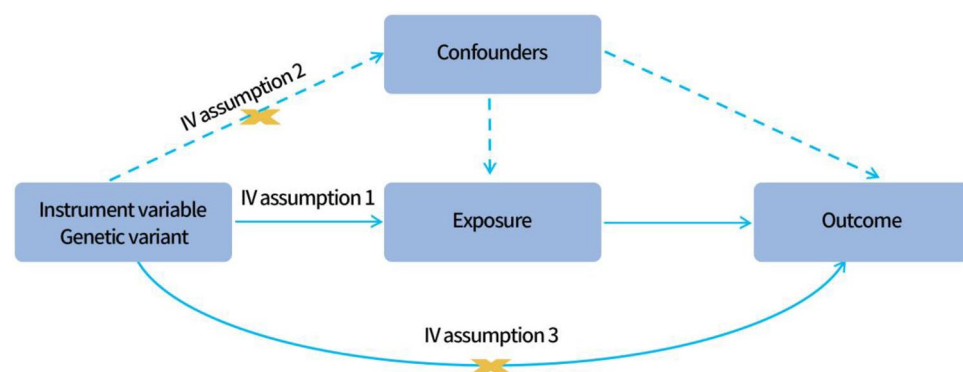 Confounders
IV assumption 2
IV assumption 1
Instrument variable
Genetic variant
Exposure
Outcome
IV assumption 3